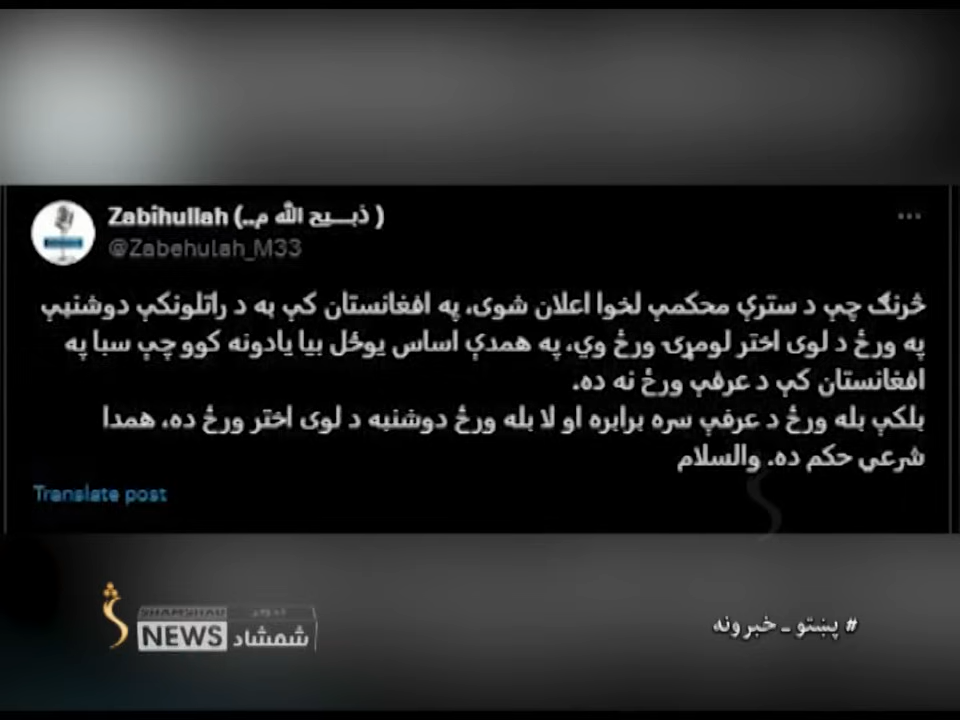 Zabihullah (..ذبـــیح الله م )
@Zabehulah_M33
څرنګ چې د سترې محکمې لخوا اعلان شوی، په افغانستان کې به د راتلونکې دوشنبې
په ورځ د لوی اختر لومړۍ ورځ وي، په همدې اساس یوځل بیا یادونه کوو چې سبا په
افغانستان کې د عرفې ورځ نه ده.
بلکې بله ورځ د عرفې سره برابره او لا بله ورځ دوشنبه د لوی اختر ورځ ده، همدا
شرعي حکم ده. والسلام
Translate post
SHAMSHAD
NEWS شمشاد
# پښتو ـ خبرونه